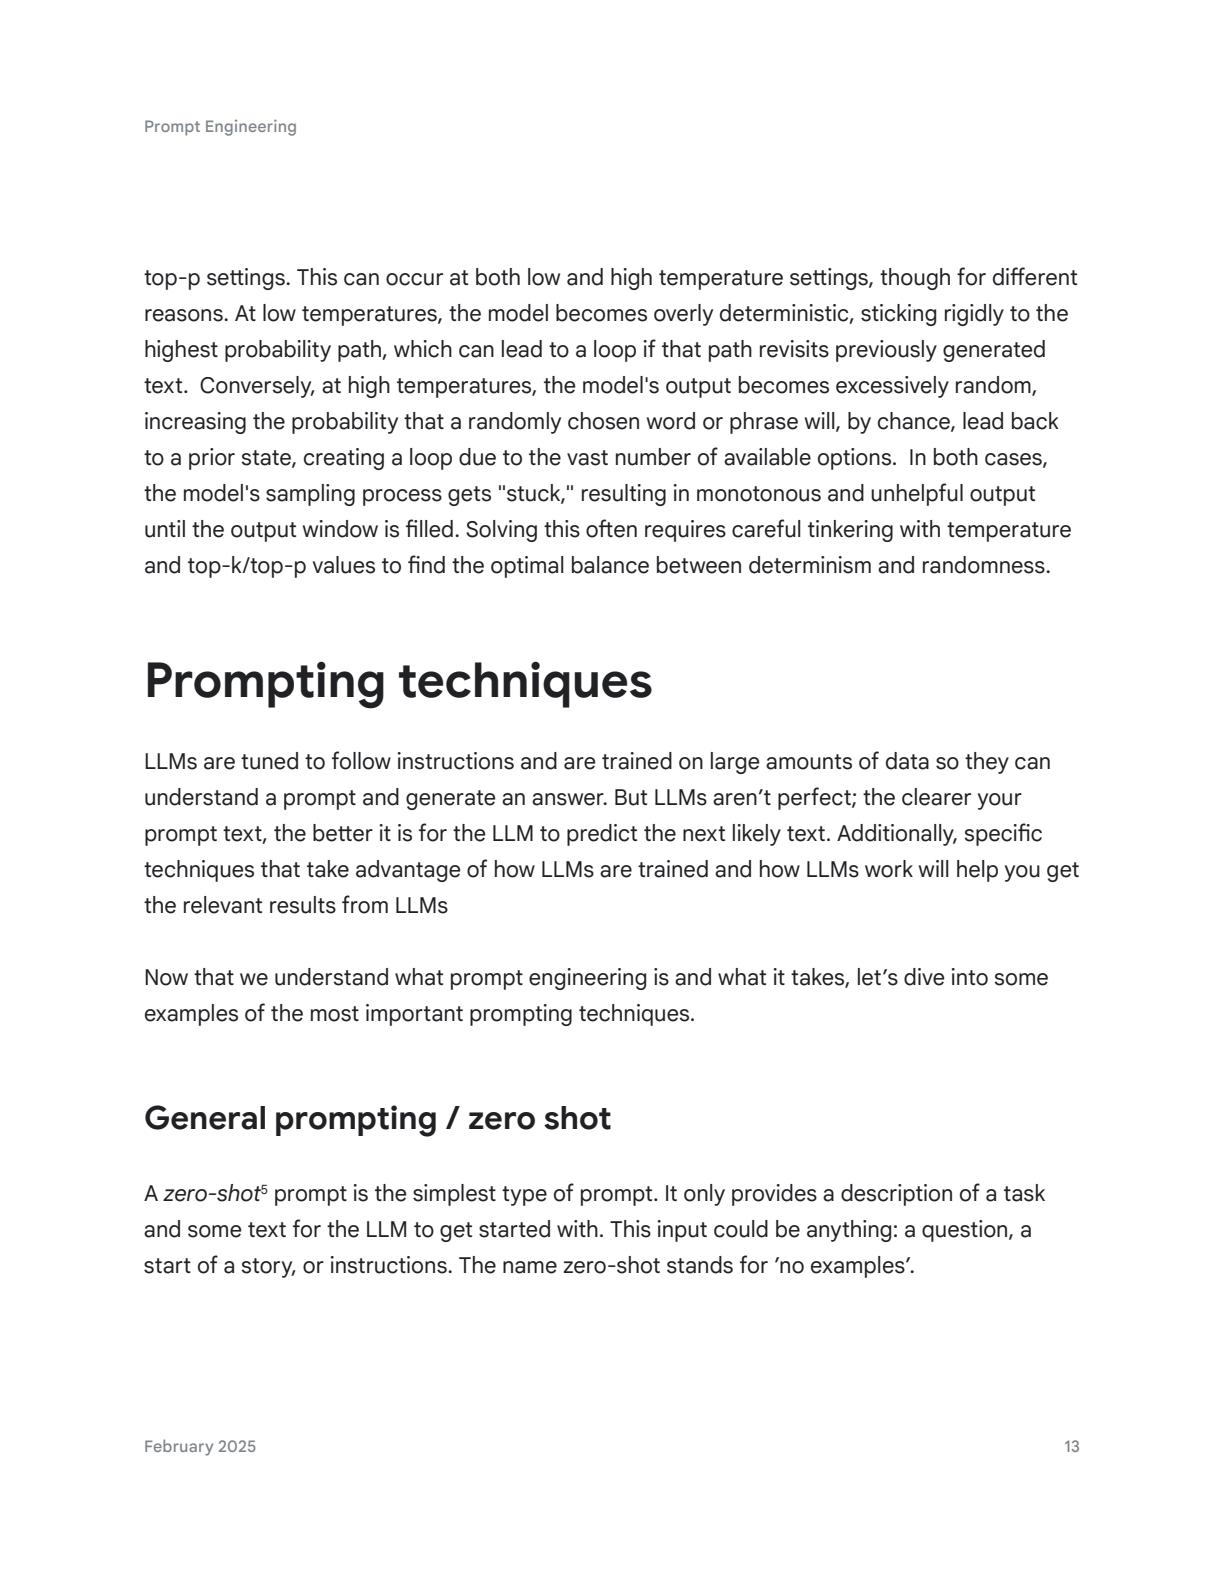 Prompt Engineering
top-p settings. This can occur at both low and high temperature settings, though for different
reasons. At low temperatures, the model becomes overly deterministic, sticking rigidly to the
highest probability path, which can lead to a loop if that path revisits previously generated
text.  Conversely, at high temperatures, the model's output becomes excessively random,
increasing the probability that a randomly chosen word or phrase will, by chance, lead back
to a prior state, creating a loop due to the vast number of available options.  In both cases,
the model's sampling process gets "stuck," resulting in monotonous and unhelpful output
until the output window is filled. Solving this often requires careful tinkering with temperature
and top-k/top-p values to find the optimal balance between determinism and randomness.
Prompting techniques
LLMs are tuned to follow instructions and are trained on large amounts of data so they can
understand a prompt and generate an answer. But LLMs aren’t perfect; the clearer your
prompt text, the better it is for the LLM to predict the next likely text. Additionally, specific
techniques that take advantage of how LLMs are trained and how LLMs work will help you get
the relevant results from LLMs
Now that we understand what prompt engineering is and what it takes, let’s dive into some
examples of the most important prompting techniques.
General prompting / zero shot
A zero-shot⁵ prompt is the simplest type of prompt. It only provides a description of a task
and some text for the LLM to get started with. This input could be anything: a question, a
start of a story, or instructions. The name zero-shot stands for ’no examples’.
February 2025 13